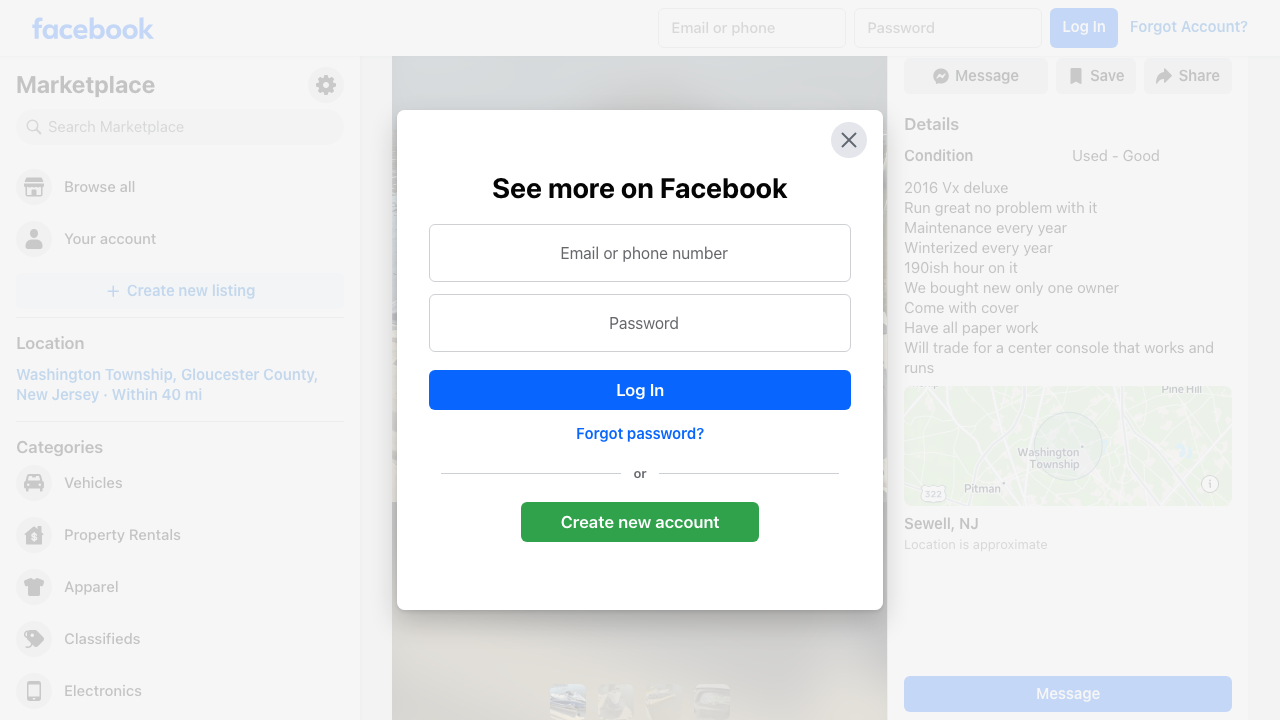 facebook
Email or phone
Password
Log In
Forgot Account?
Marketplace
Search Marketplace
Browse all
Your account
Create new listing
Location
Washington Township, Gloucester County,
New Jersey · Within 40 mi
Categories
Vehicles
Property Rentals
Apparel
Classifieds
Electronics
See more on Facebook
Email or phone number
Password
Log In
Forgot password?
or
Create new account
Message
Save
Share
Details
Condition
Used - Good
2016 Vx deluxe
Run great no problem with it
Maintenance every year
Winterized every year
190ish hour on it
We bought new only one owner
Come with cover
Have all paper work
Will trade for a center console that works and
runs
Pine Hill
Washington
Township
Pitman
322
Sewell, NJ
Location is approximate
Message